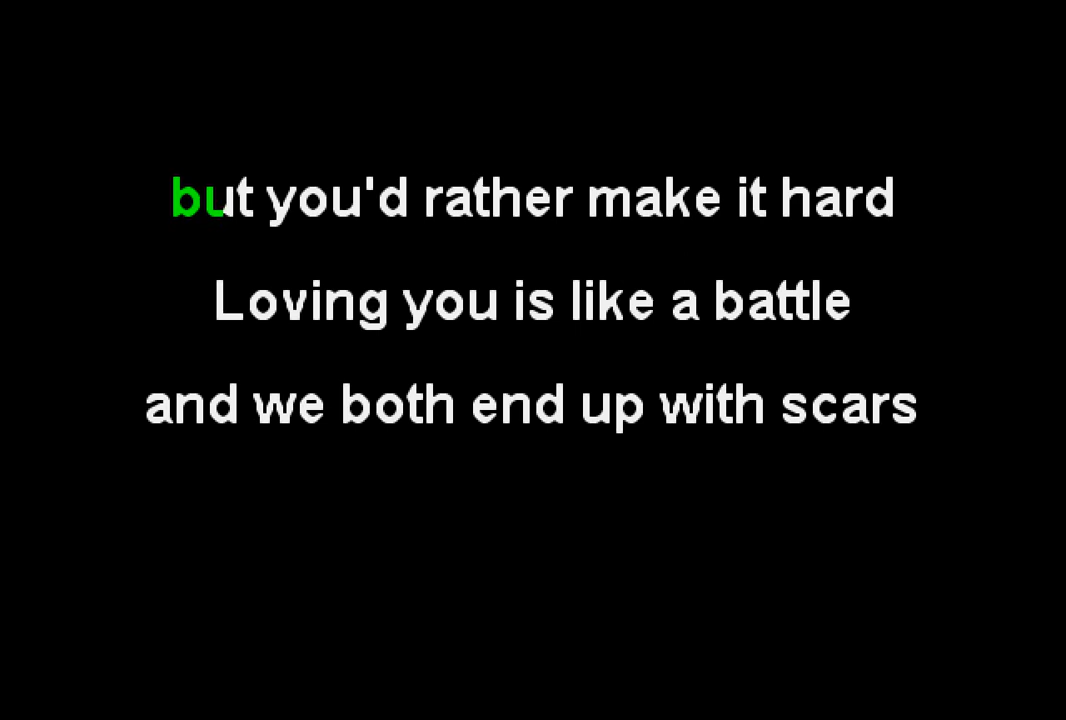 but you'd rather make it hard
Loving you is like a battle
and we both end up with scars